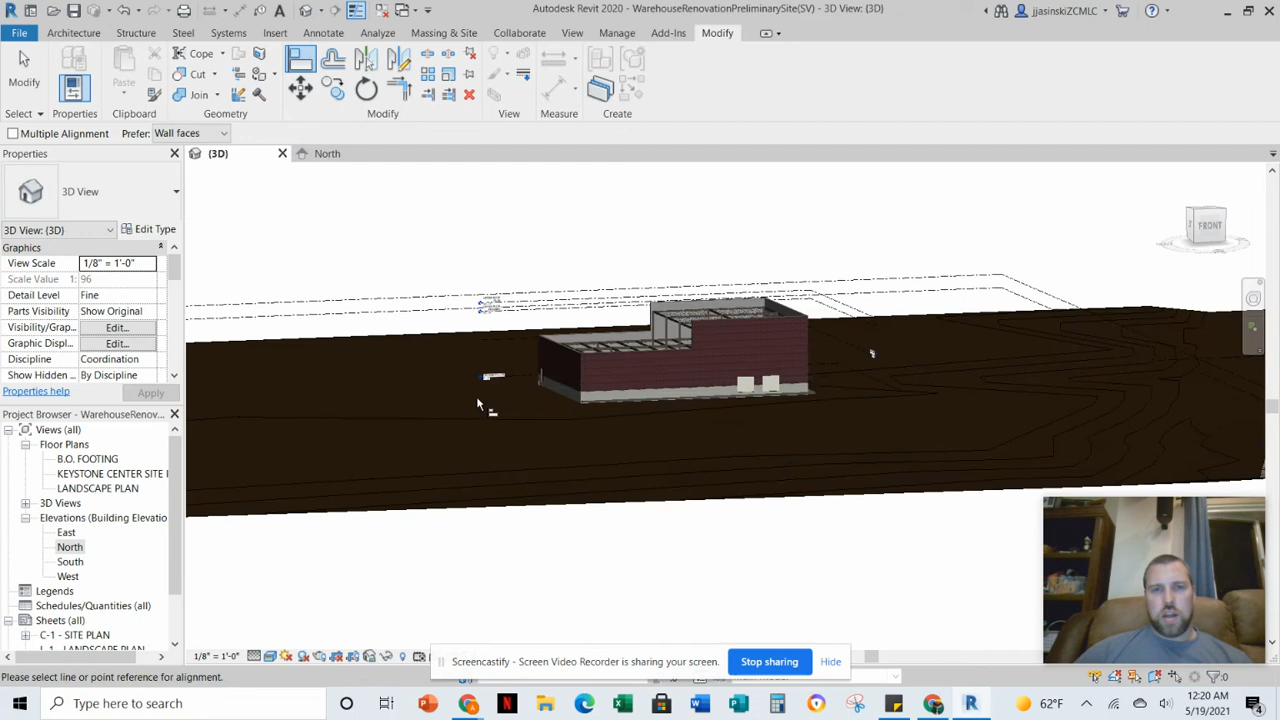 Autodesk Revit 2020 - WarehouseRenovationPreliminarySite(SV) - 3D View: {3D}
jjasinskiZCMLC
File Architecture Structure Steel Systems Insert Annotate Analyze Massing & Site Collaborate View Manage Add-Ins Modify
Modify
Paste
Cope
Cut
Join
Select Properties Clipboard Geometry Modify View Measure Create
Multiple Alignment Prefer: Wall faces
Properties
{3D}
North
3D View
3D View: {3D}
Edit Type
Graphics
View Scale 1/8" = 1'-0"
Scale Value 1: 96
Detail Level: Fine
Parts Visibility Show Original
Visibility/Grap... Edit...
Graphic Displ... Edit...
Discipline Coordination
Show Hidden ... By Discipline
Properties help
Apply
Project Browser - WarehouseRenov...
Views (all)
Floor Plans
B.O. FOOTING
KEYSTONE CENTER SITE I
LANDSCAPE PLAN
3D Views
Elevations (Building Elevatio
East
North
South
West
Legends
Schedules/Quantities (all)
Sheets (all)
C-1 - SITE PLAN
L-1 - LANDSCAPE PLAN
FRONT
1/8" = 1'-0"
Screencastify - Screen Video Recorder is sharing your screen.
Stop sharing
Hide
Please select line or point reference for alignment.
:0
Type here to search
62°F
12:20 AM
5/19/2021
4